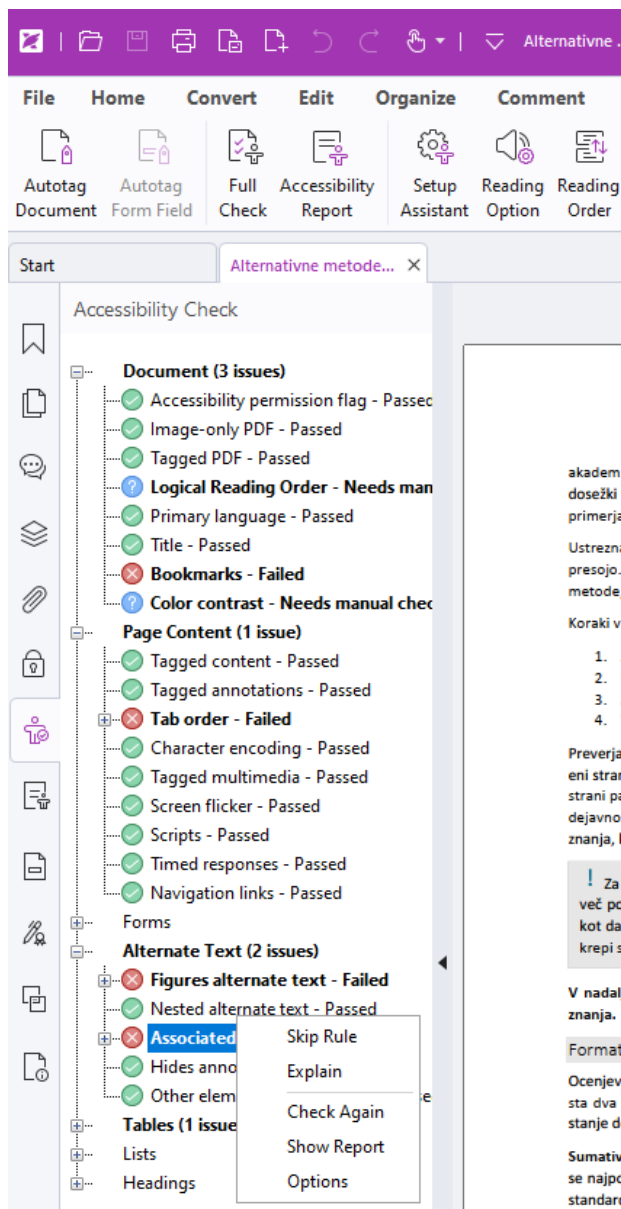 Alternativne .
File Home Convert Edit Organize Comment
Autotag Document
Autotag Form Field
Full Check
Accessibility Report
Setup Assistant
Reading Option
Reading Order
Start
Alternativne metode...
Accessibility Check
Document (3 issues)
Accessibility permission flag - Passed
Image-only PDF - Passed
Tagged PDF - Passed
Logical Reading Order - Needs man
Primary language - Passed
Title - Passed
Bookmarks - Failed
Color contrast - Needs manual chec
Page Content (1 issue)
Tagged content - Passed
Tagged annotations - Passed
Tab order - Failed
Character encoding - Passed
Tagged multimedia - Passed
Screen flicker - Passed
Scripts - Passed
Timed responses - Passed
Navigation links - Passed
Forms
Alternate Text (2 issues)
Figures alternate text - Failed
Nested alternate text - Passed
Associated
Hides anno
Other elem
Tables (1 issue
Lists
Headings
Skip Rule
Explain
Check Again
Show Report
Options
akadem
dosežki
primerja
Ustrezna
presojo.
metode,
Koraki v
1.
2.
3.
4.
Preverja
eni stran
strani pa
dejavno
znanja,
! Za
več po
kot da
krepi s
V nadal
znanja.
Format
Ocenjev
sta dva
stanje d
Sumativ
se najpo
standard